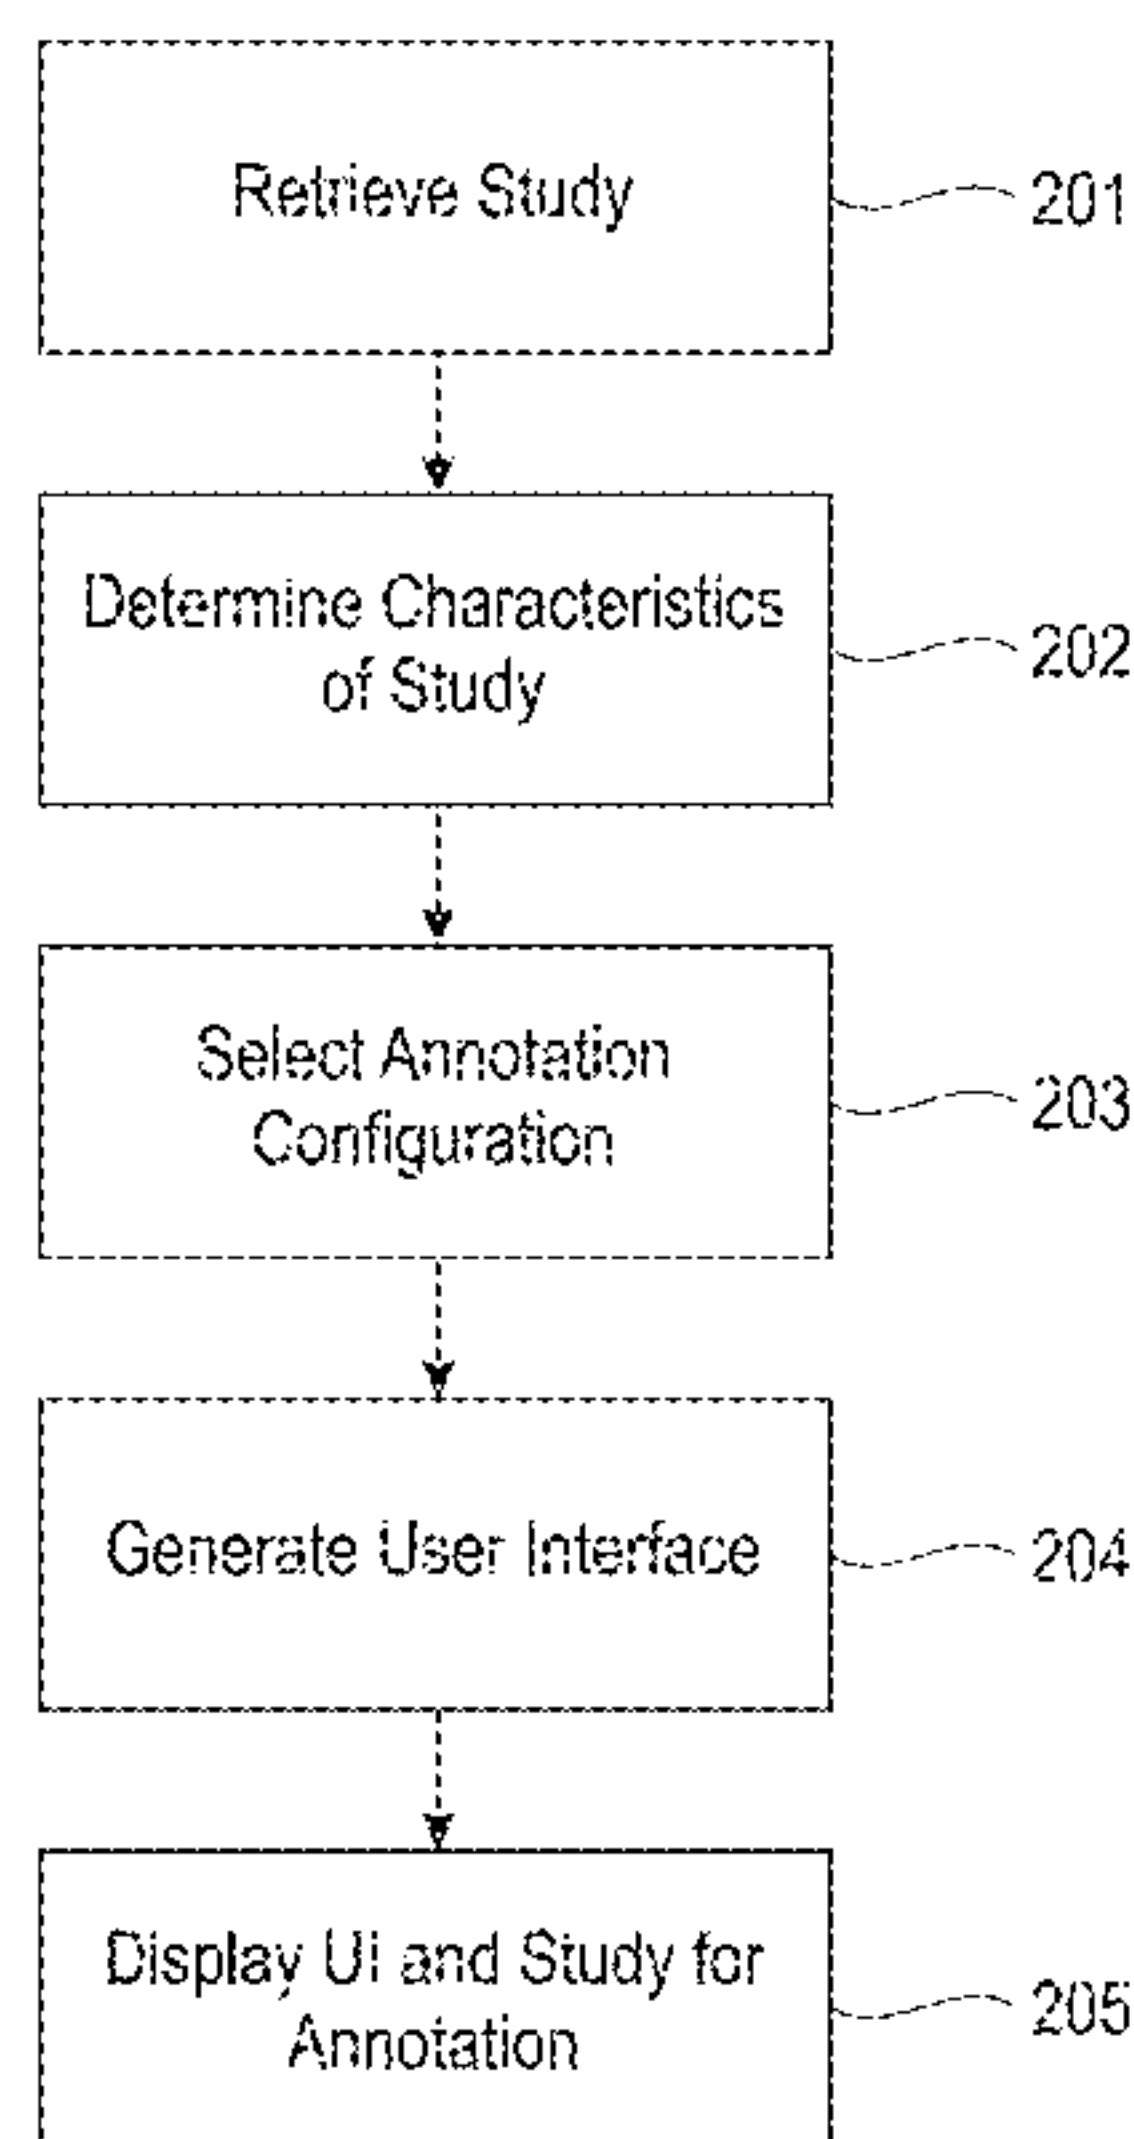 Retrieve Study
201
Determine Characteristics
of Study
202
Select Annotation
Configuration
203
Generate User Interface
204
Display UI and Study for
Annotation
205